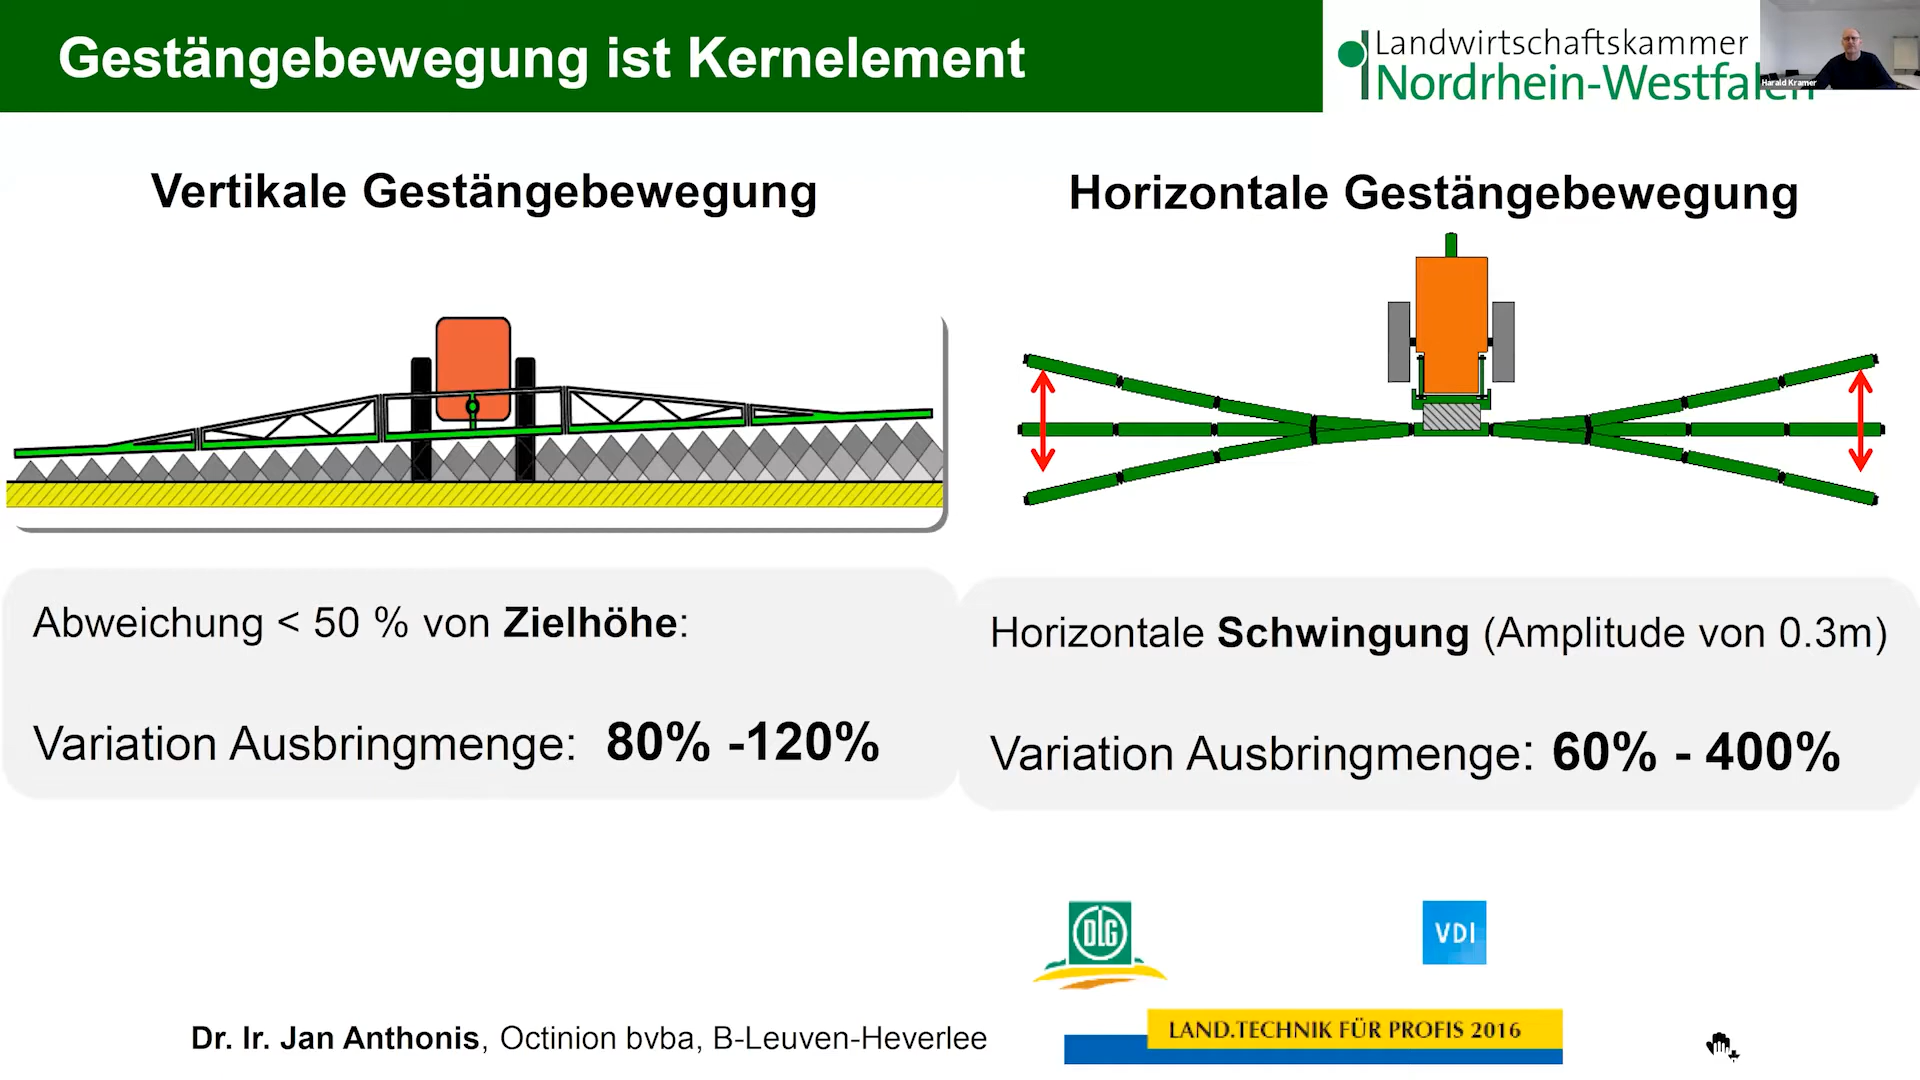 Gestängebewegung ist Kernelement
Landwirtschaftskammer
Nordrhein-Westfalen
Harald Kramer
Vertikale Gestängebewegung
Horizontale Gestängebewegung
Abweichung < 50 % von Zielhöhe:
Variation Ausbringmenge: 80% -120%
Horizontale Schwingung (Amplitude von 0.3m)
Variation Ausbringmenge: 60% - 400%
DLG
VDI
LAND.TECHNIK FÜR PROFIS 2016
Dr. Ir. Jan Anthonis, Octinion bvba, B-Leuven-Heverlee